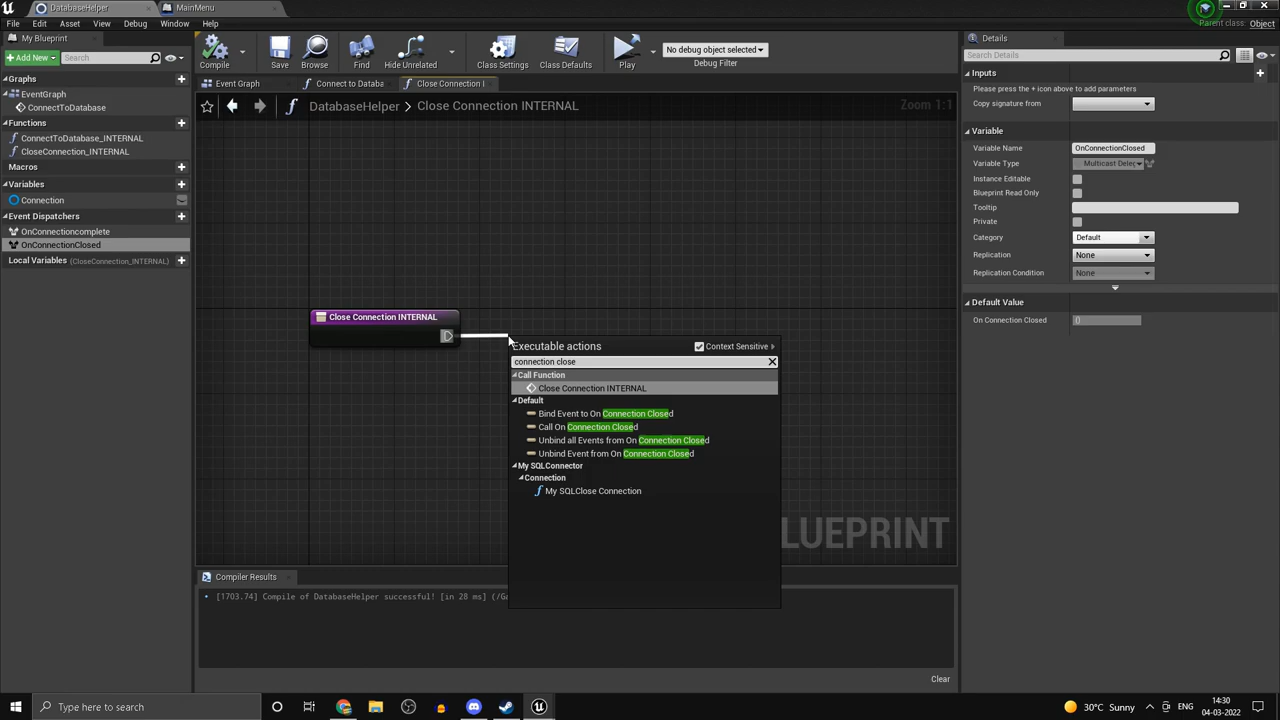 DatabaseHelper
MainMenu
Parent class:
File Edit Asset View Debug Window Help
Object
My Blueprint
Details
Add New
Search
Compile
Save
Browse
Find
Hide Unrelated
Class Settings
Class Defaults
Play
No debug object selected
Debug Filter
Search Details
Graphs
EventGraph
ConnectToDatabase
Functions
ConnectToDatabase_INTERNAL
CloseConnection_INTERNAL
Macros
Variables
Connection
Event Dispatchers
OnConnectioncomplete
OnConnectionClosed
Local Variables (CloseConnection_INTERNAL)
Event Graph
Connect to Databa
Close Connection I
DatabaseHelper > Close Connection INTERNAL
Zoom 1:1
Close Connection INTERNAL
Executable actions
Context Sensitive
connection close
Call Function
Close Connection INTERNAL
Default
Bind Event to On Connection Closed
Call On Connection Closed
Unbind all Events from On Connection Closed
Unbind Event from On Connection Closed
My SQLConnector
Connection
My SQLClose Connection
LUEPRINT
Compiler Results
[1703.74] Compile of DatabaseHelper successful! [in 28 ms] (/Ga
Clear
Inputs
Please press the + icon above to add parameters
Copy signature from
Variable
Variable Name OnConnectionClosed
Variable Type Multicast Deleg
Instance Editable
Blueprint Read Only
Tooltip
Private
Category Default
Replication None
Replication Condition None
Default Value
On Connection Closed ()
Type here to search
30°C Sunny
ENG
14:30
04-03-2022